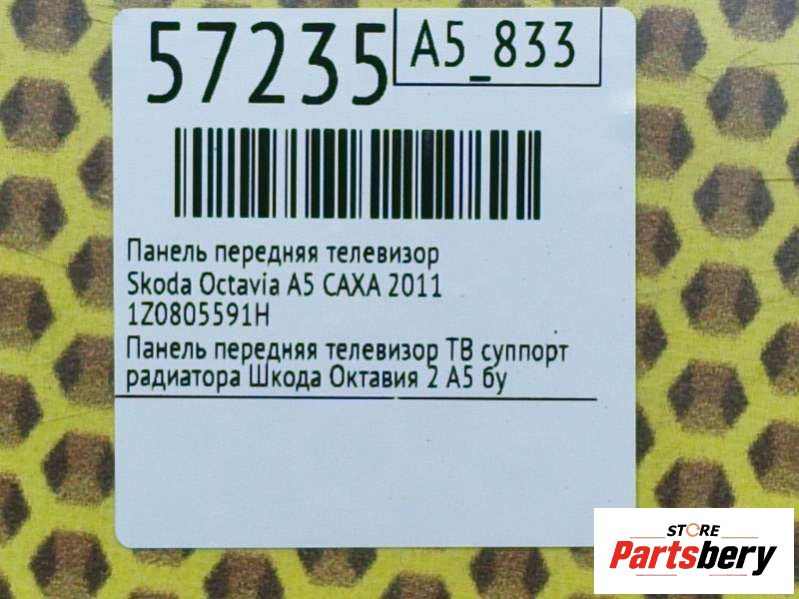 57235
A5_833
Панель передняя телевизор
Skoda Octavia A5 CAXA 2011
1Z0805591H
Панель передняя телевизор ТВ суппорт
радиатора Шкода Октавия 2 А5 бу
STORE
Partsbery